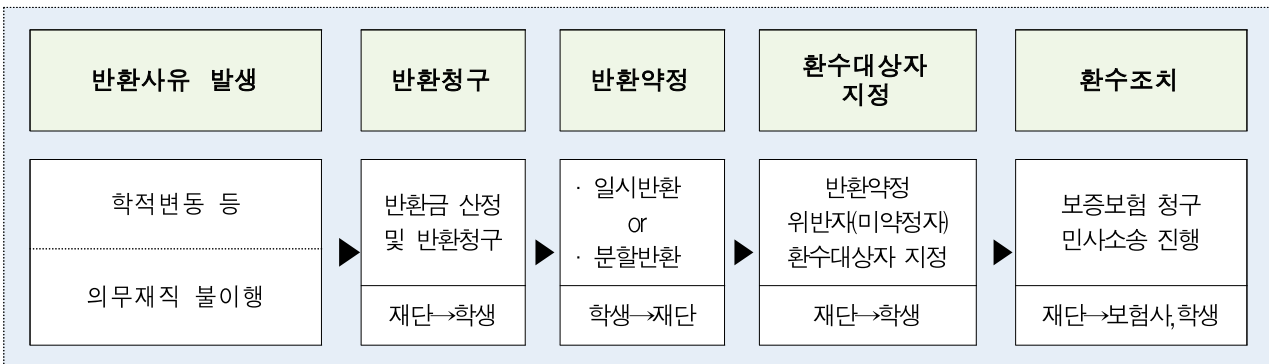 반환사유 발생
반환청구
반환약정
환수대상자
지정
환수조치
학적변동 등
의무재직 불이행
반환금 산정
및 반환청구
재단→학생
· 일시반환
or
· 분할반환
학생→재단
반환약정
위반자(미약정자)
환수대상자 지정
재단→학생
보증보험 청구
민사소송 진행
재단→보험사,학생